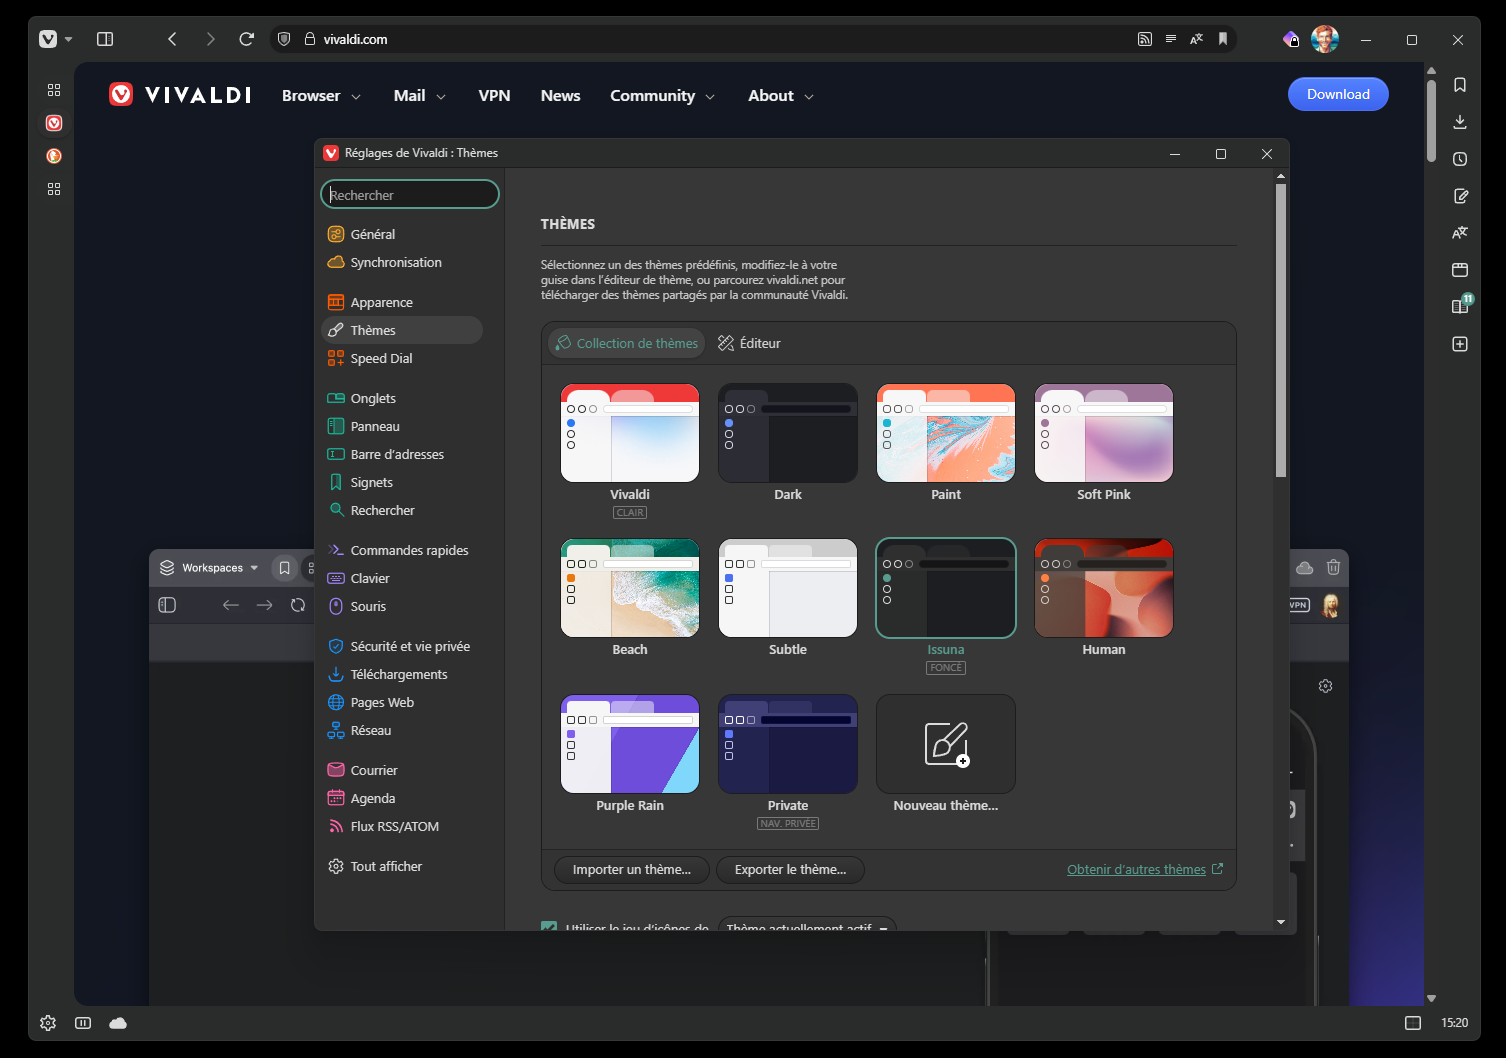 vivaldi.com
VIVALDI
Browser
Mail
VPN
News
Community
About
Download
Réglages de Vivaldi : Thèmes
Rechercher
Général
Synchronisation
Apparence
Thèmes
Speed Dial
Onglets
Panneau
Barre d'adresses
Signets
Rechercher
Commandes rapides
Clavier
Souris
Sécurité et vie privée
Téléchargements
Pages Web
Réseau
Courrier
Agenda
Flux RSS/ATOM
Tout afficher
THÈMES
Sélectionnez un des thèmes prédéfinis, modifiez-le à votre
guise dans l'éditeur de thème, ou parcourez vivaldi.net pour
télécharger des thèmes partagés par la communauté Vivaldi.
Collection de thèmes
Éditeur
Vivaldi
CLAIR
Dark
Paint
Soft Pink
Beach
Subtle
Issuna
FONCÉ
Human
Purple Rain
Private
NAV. PRIVÉE
Nouveau thème...
Importer un thème...
Exporter le thème...
Obtenir d'autres thèmes
Utiliser le jeu d'icônes de
Thème actuellement actif
Workspaces
VPN
11
15:20